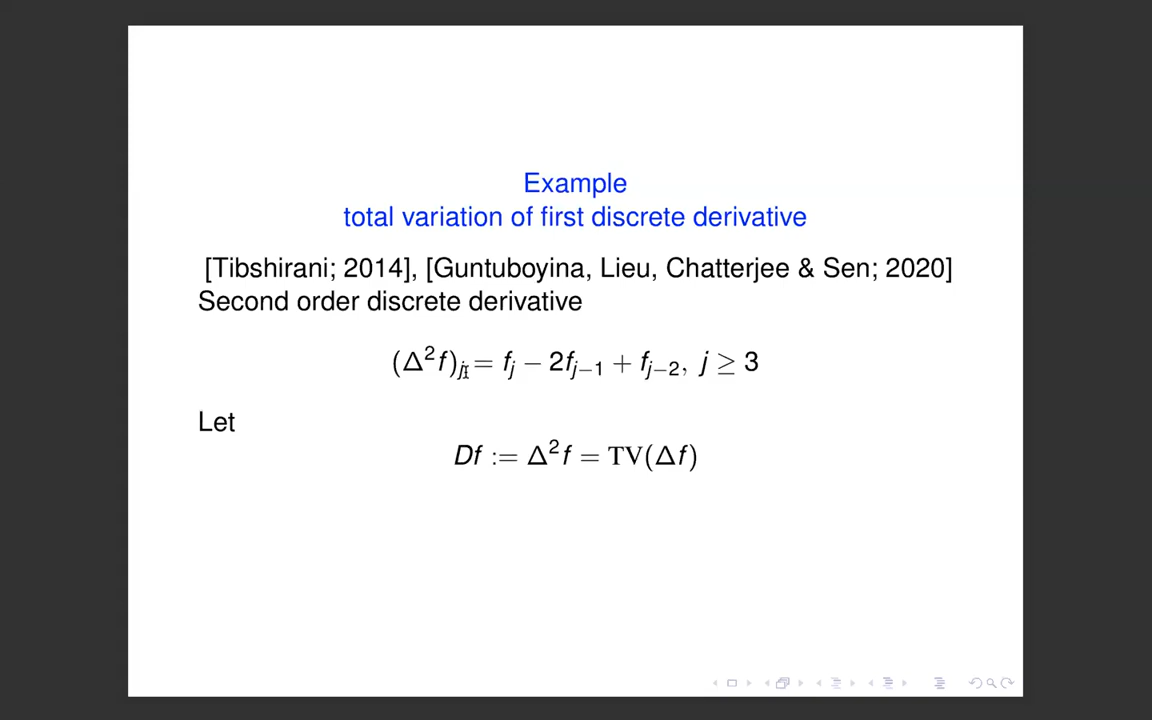 Example
total variation of first discrete derivative
[Tibshirani; 2014], [Guntuboyina, Lieu, Chatterjee & Sen; 2020]
Second order discrete derivative
(Δ²f)ⱼ = fⱼ − 2fⱼ₋₁ + fⱼ₋₂, j ≥ 3
Let
Df := Δ²f = TV(Δf)